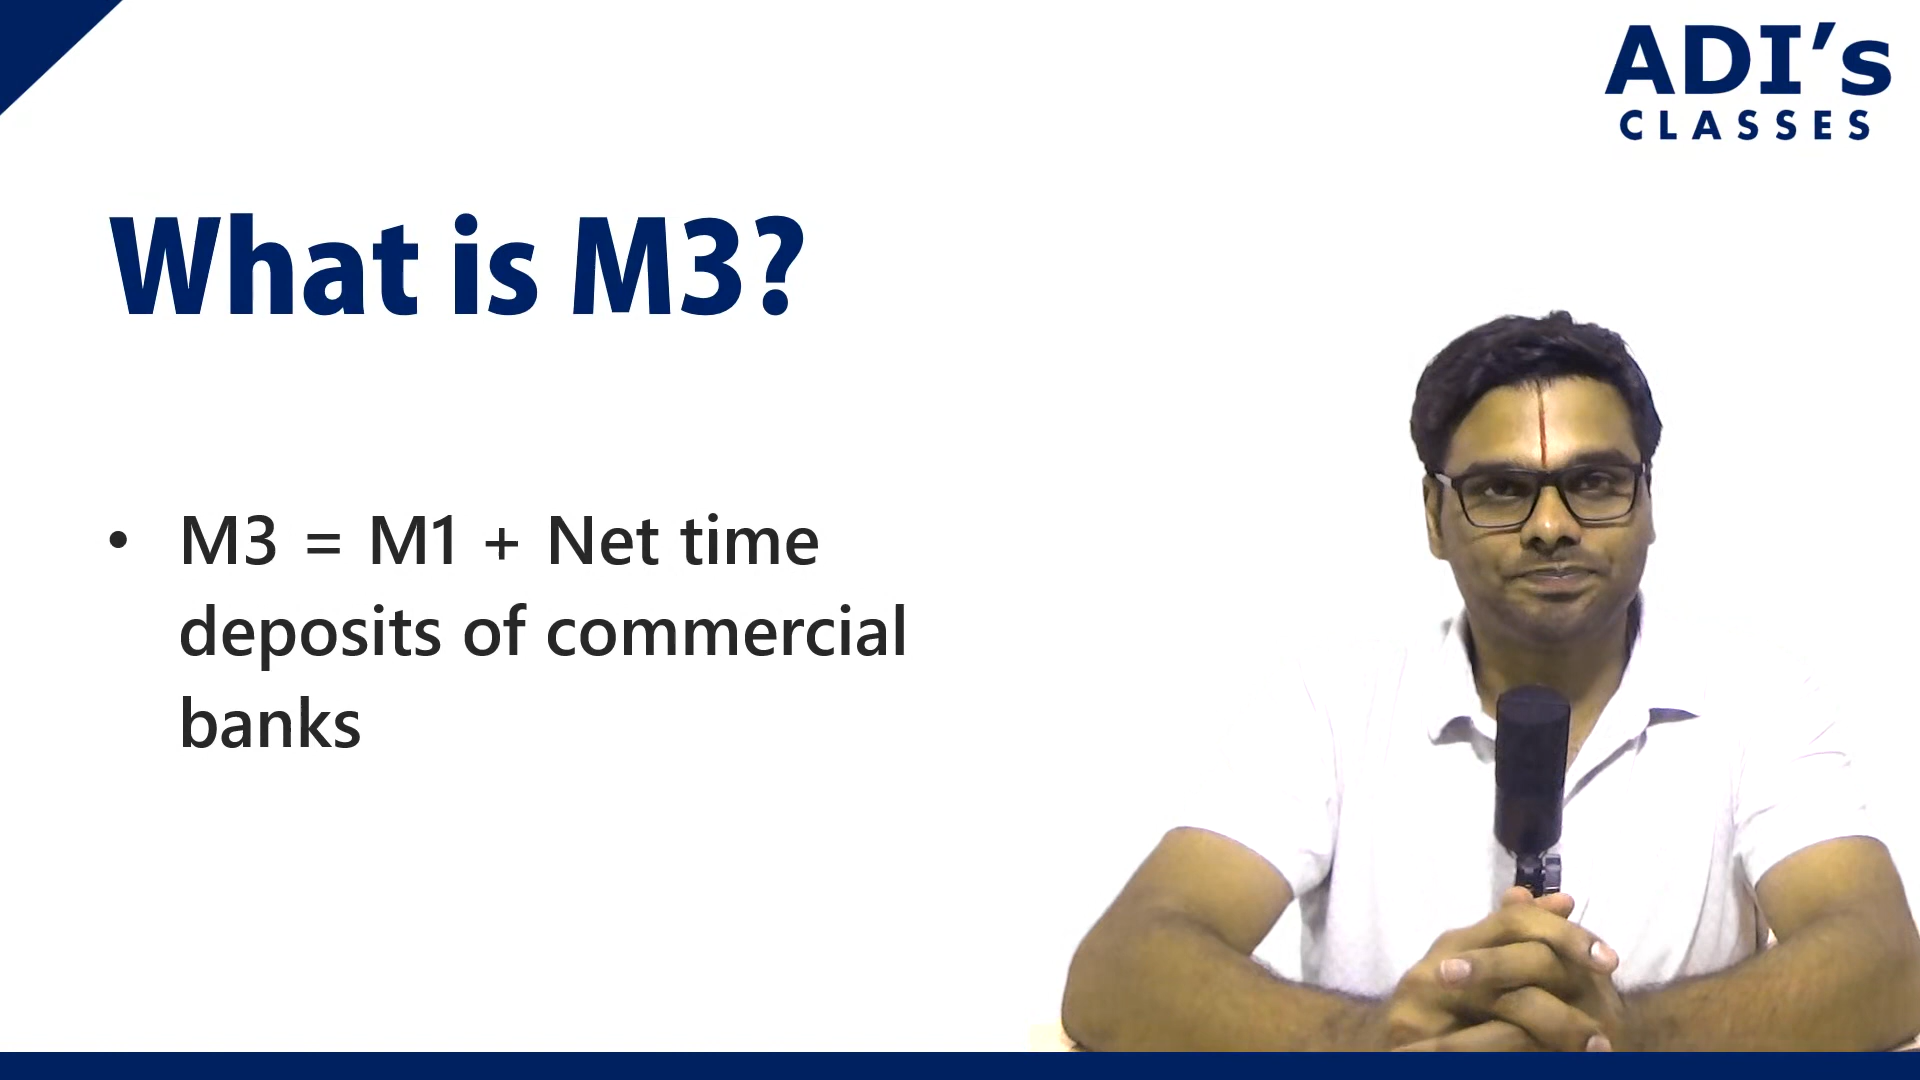 ADI's
CLASSES
What is M3?
• M3 = M1 + Net time
deposits of commercial
banks